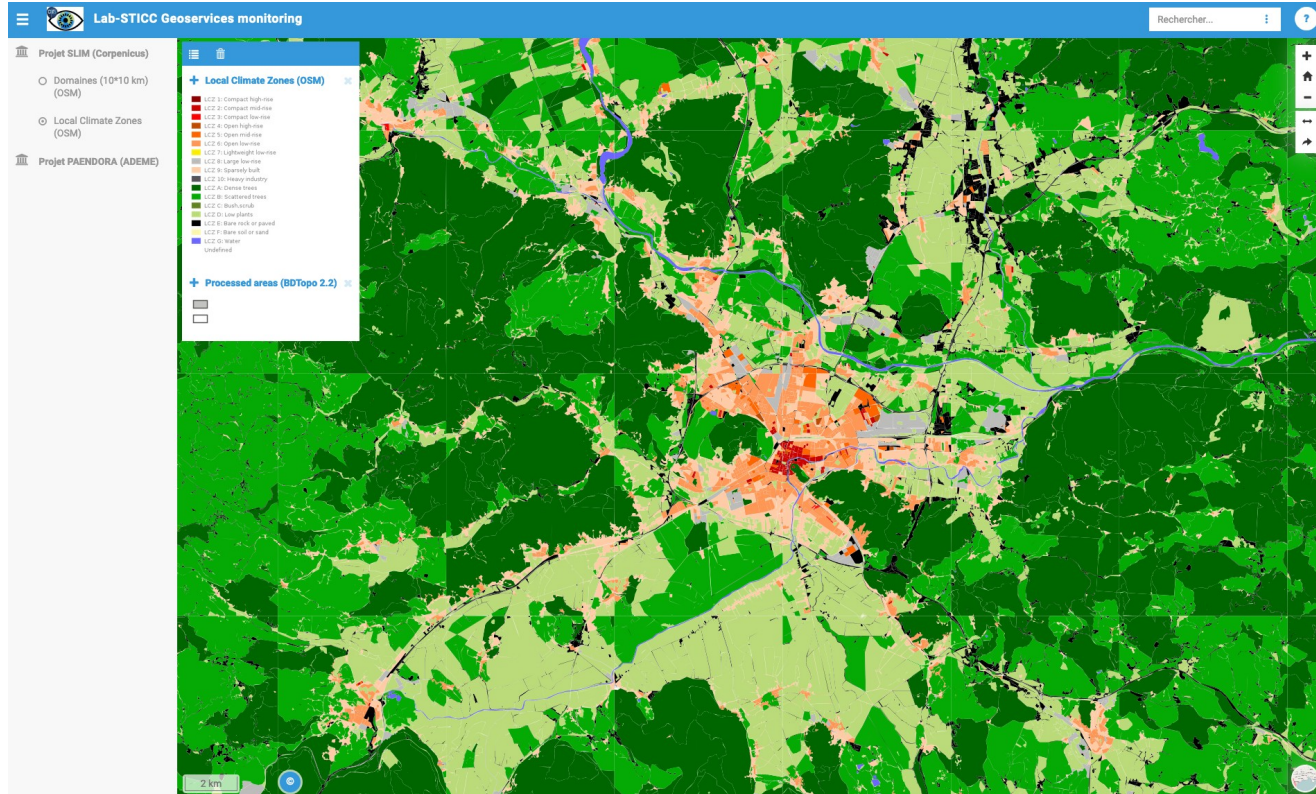 Lab-STICC Geoservices monitoring
Rechercher...
?
Projet SLIM (Corpenicus)
Domaines (10*10 km)
(OSM)
Local Climate Zones
(OSM)
Projet PAENDORA (ADEME)
Local Climate Zones (OSM)
LCZ 1: Compact high-rise
LCZ 2: Compact mid-rise
LCZ 3: Compact low-rise
LCZ 4: Open high-rise
LCZ 5: Open mid-rise
LCZ 6: Open low-rise
LCZ 7: Lightweight low-rise
LCZ 8: Large low-rise
LCZ 9: Sparsely built
LCZ 10: Heavy industry
LCZ A: Dense trees
LCZ B: Scattered trees
LCZ C: Bush,scrub
LCZ D: Low plants
LCZ E: Bare rock or paved
LCZ F: Bare soil or sand
LCZ G: Water
Undefined
Processed areas (BDTopo 2.2)
2 km
©